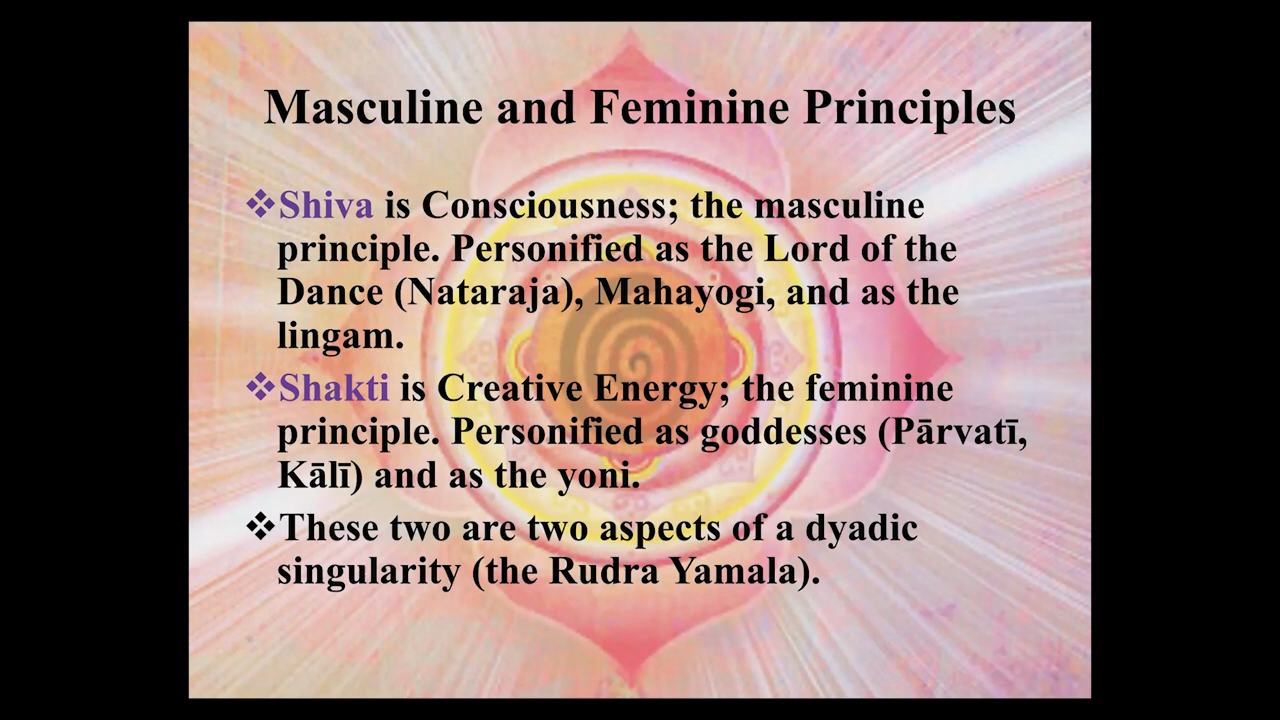 Masculine and Feminine Principles
❖Shiva is Consciousness; the masculine
principle. Personified as the Lord of the
Dance (Nataraja), Mahayogi, and as the
lingam.
❖Shakti is Creative Energy; the feminine
principle. Personified as goddesses (Pārvatī,
Kālī) and as the yoni.
❖These two are two aspects of a dyadic
singularity (the Rudra Yamala).